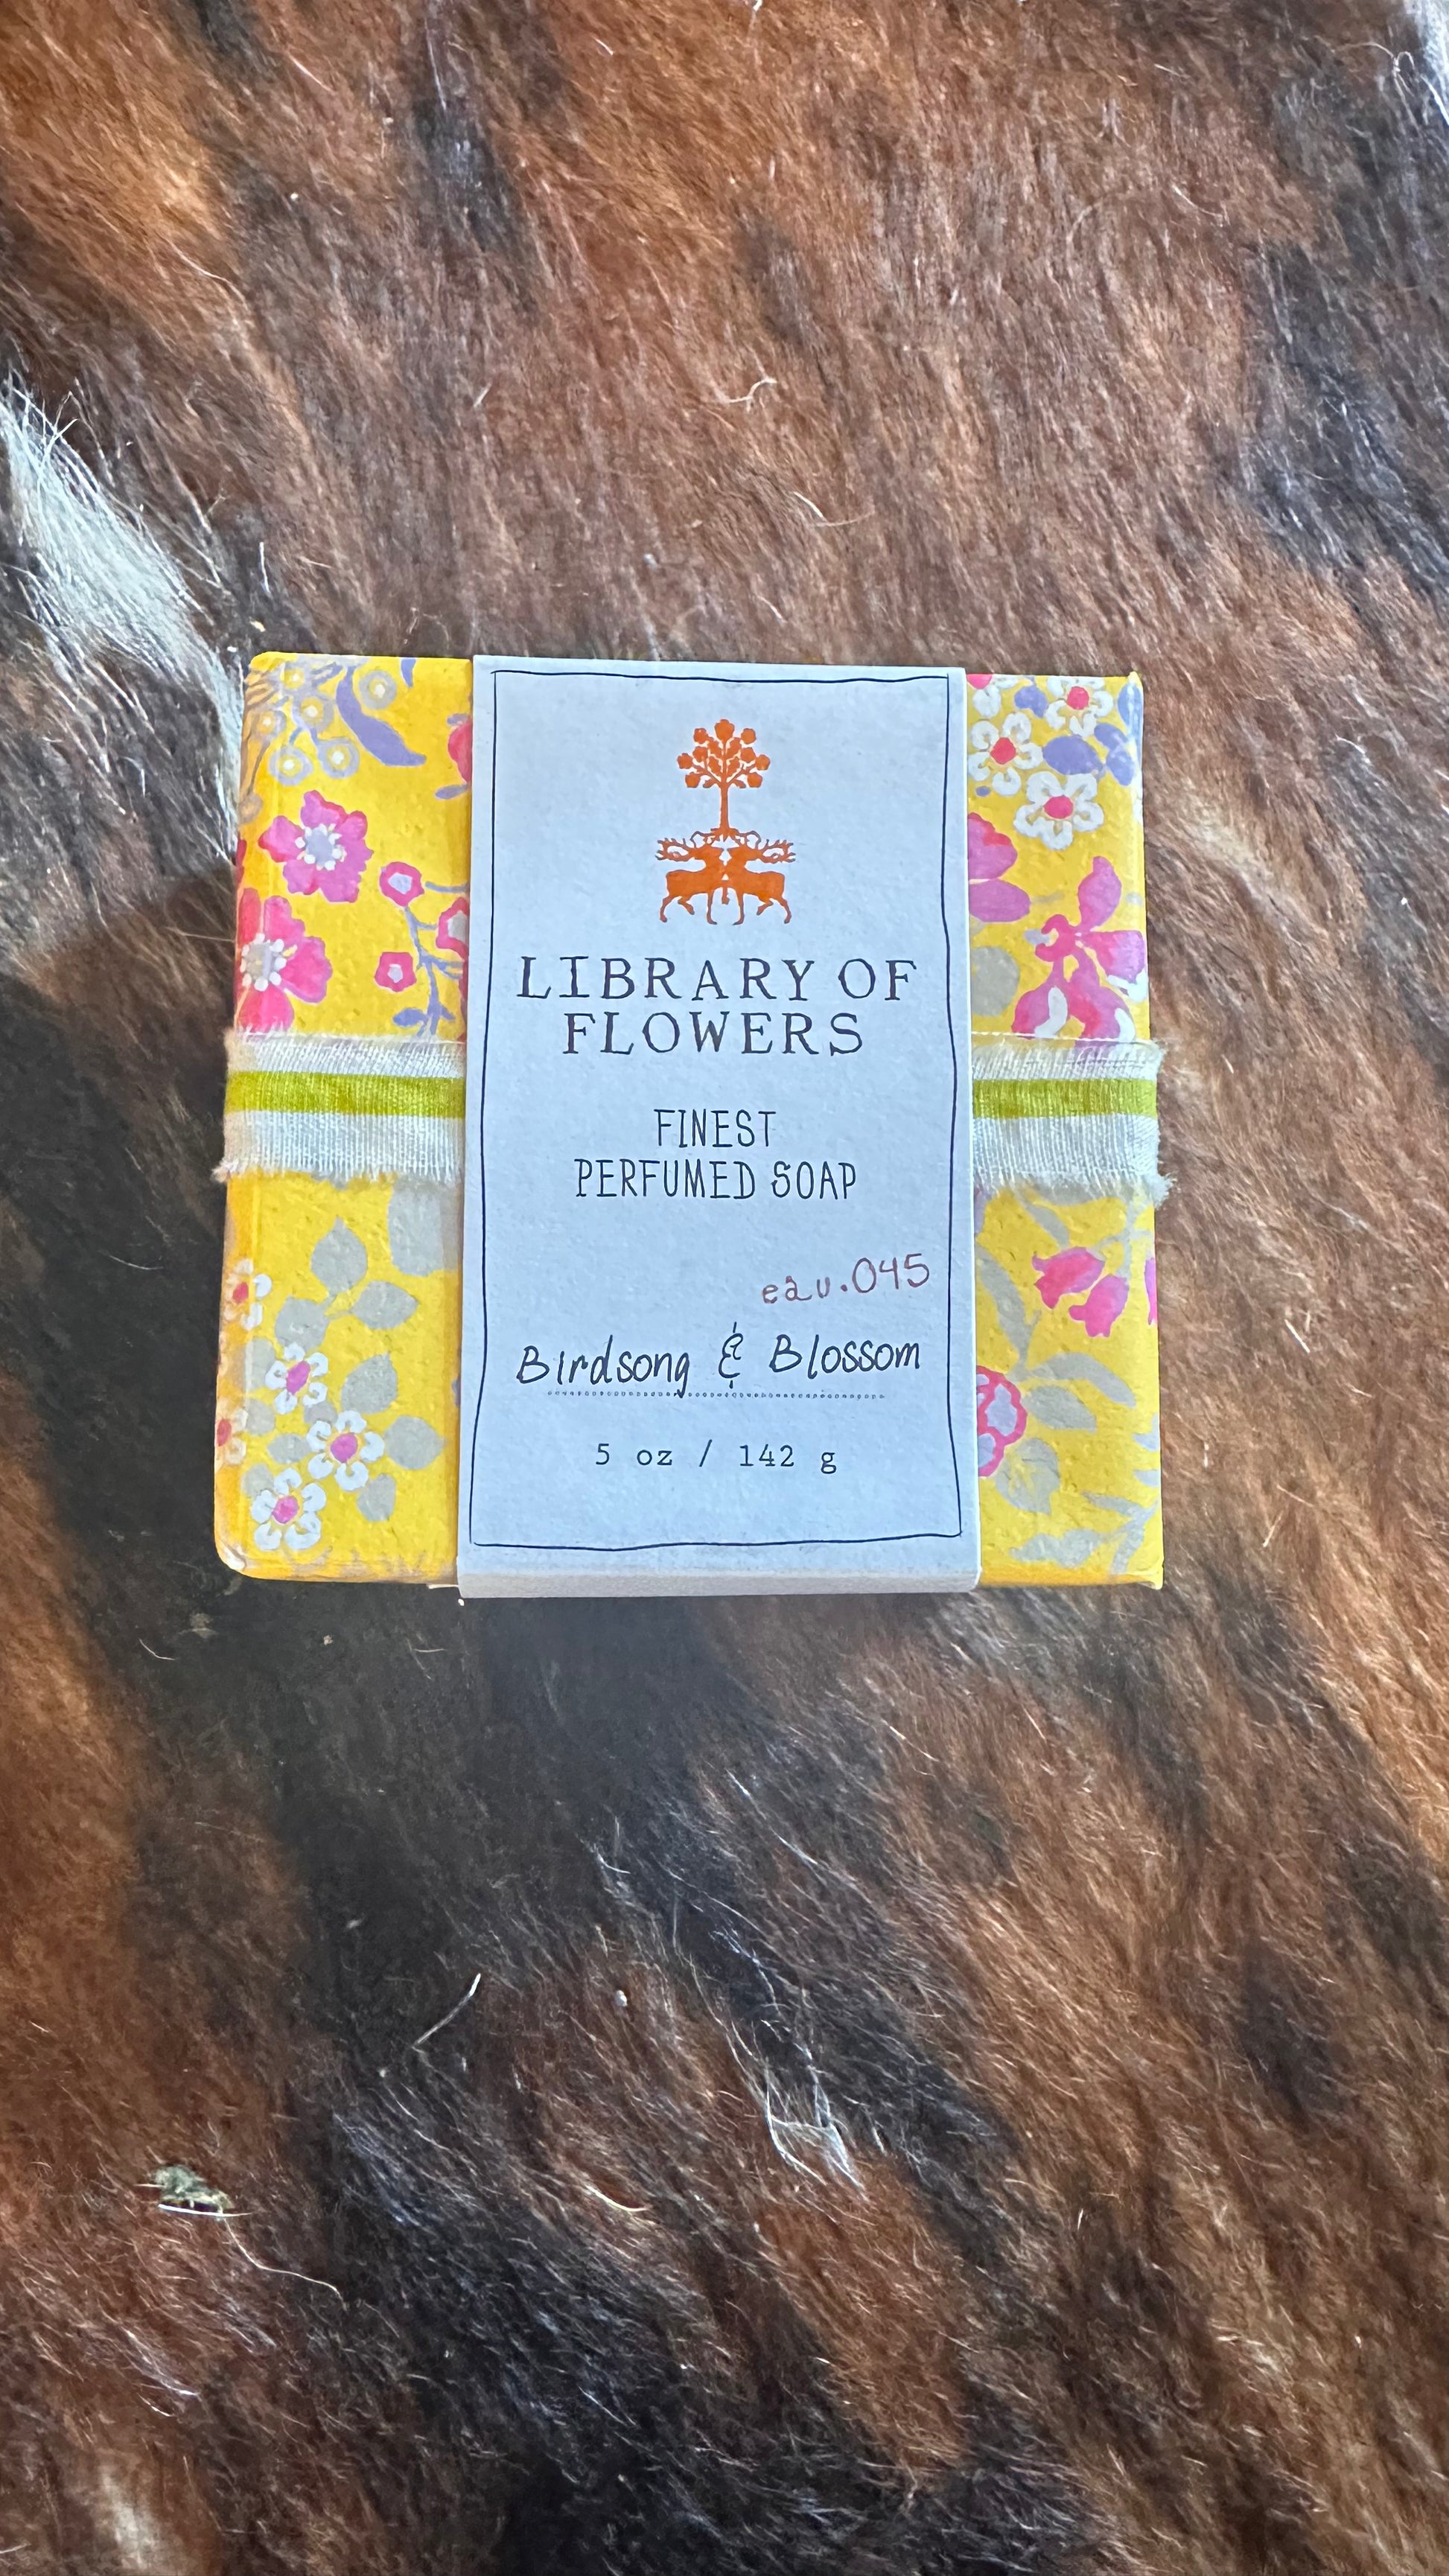 LIBRARY OF
FLOWERS
FINEST
PERFUMED SOAP
eau.045
Birdsong & Blossom
5 oz / 142 g